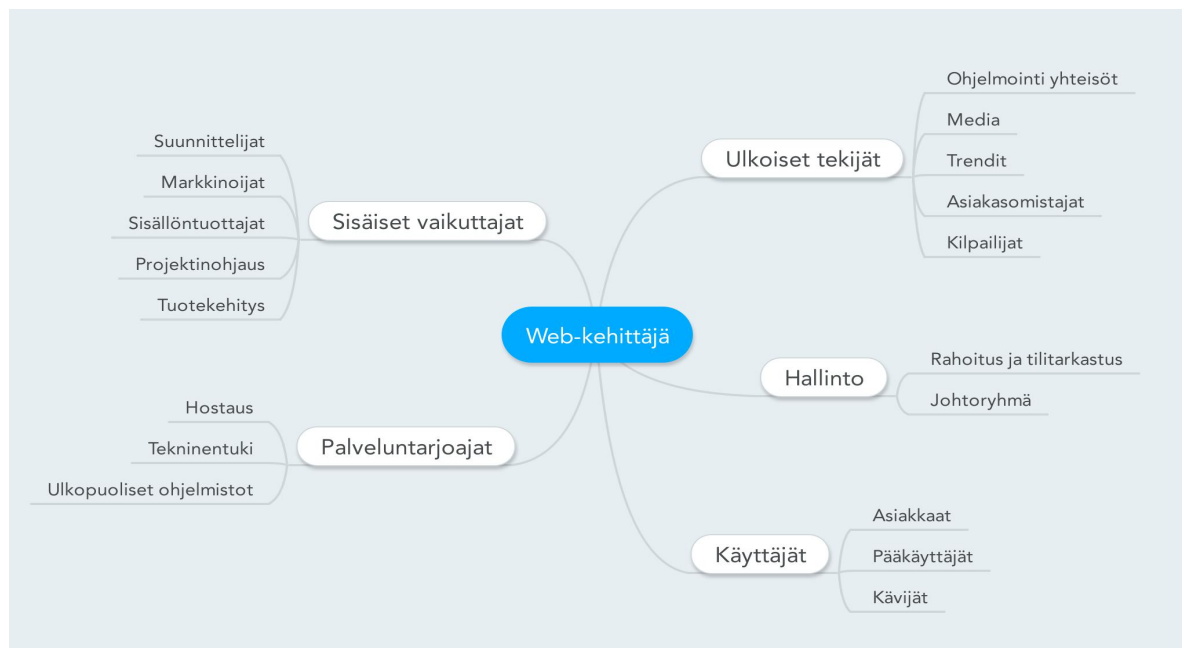 Web-kehittäjä
Sisäiset vaikuttajat
Suunnittelijat
Markkinoijat
Sisällöntuottajat
Projektinohjaus
Tuotekehitys
Palveluntarjoajat
Hostaus
Tekninentuki
Ulkopuoliset ohjelmistot
Ulkoiset tekijät
Ohjelmointi yhteisöt
Media
Trendit
Asiakasomistajat
Kilpailijat
Hallinto
Rahoitus ja tilitarkastus
Johtoryhmä
Käyttäjät
Asiakkaat
Pääkäyttäjät
Kävijät